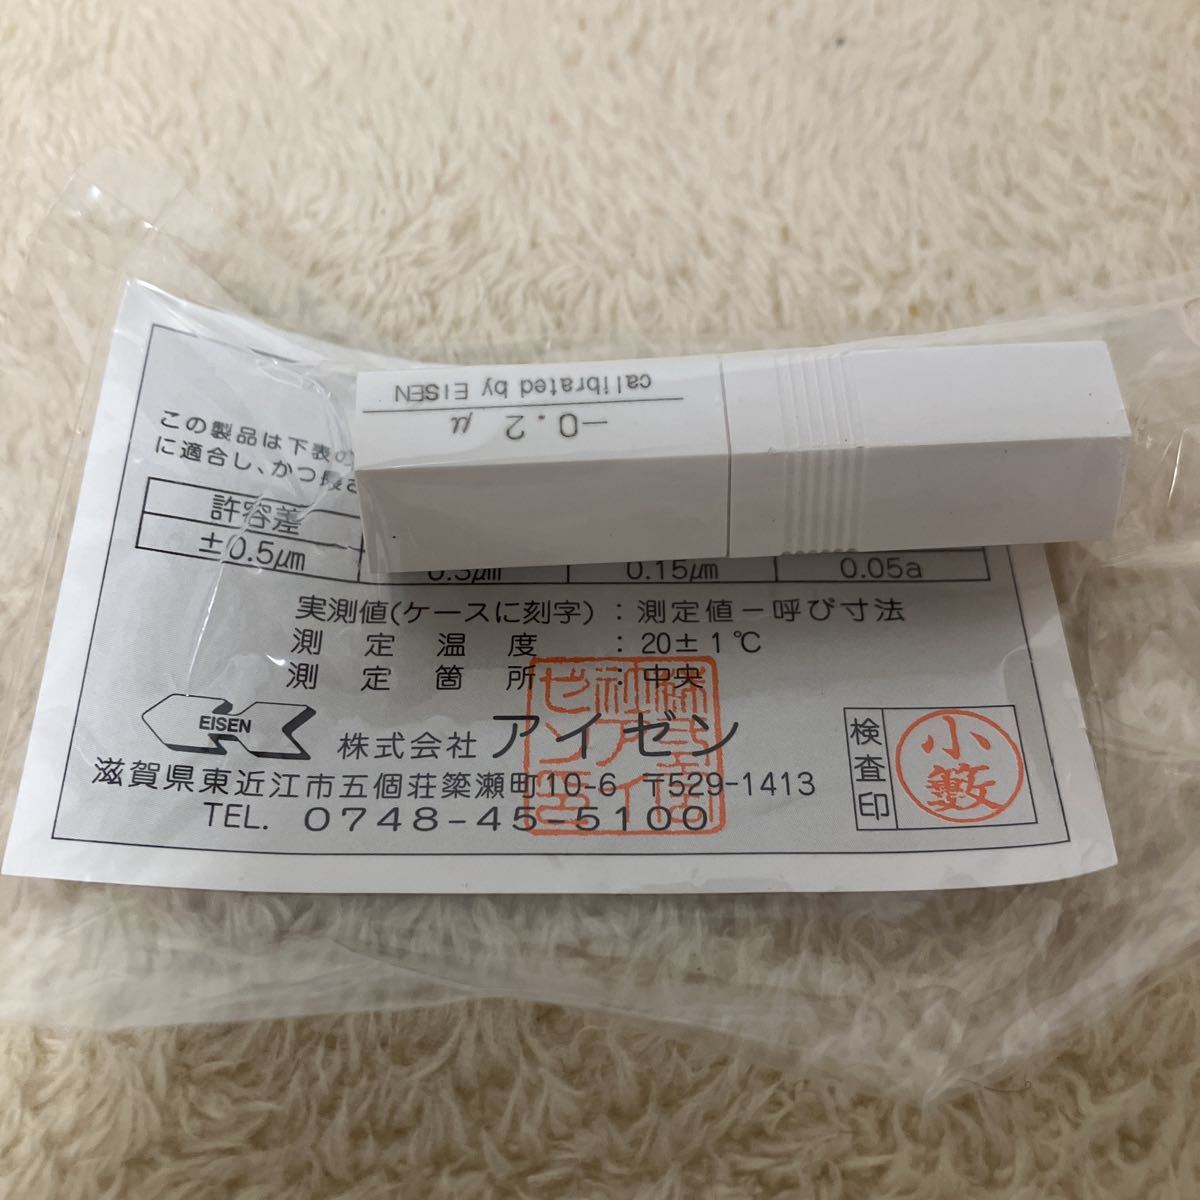 calibrated by EISEN
-0.2 μ
この製品は下表の
に適合し、かつ長さ
許容差
±0.5μm 0.3μm 0.15μm 0.05a
実測値(ケースに刻字):測定値－呼び寸法
測定温度:20±1℃
測定箇所:中央
EISEN
株式会社アイゼン
滋賀県東近江市五個荘簗瀬町10-6 〒529-1413
TEL. 0748-45-5100
検査印
小籔